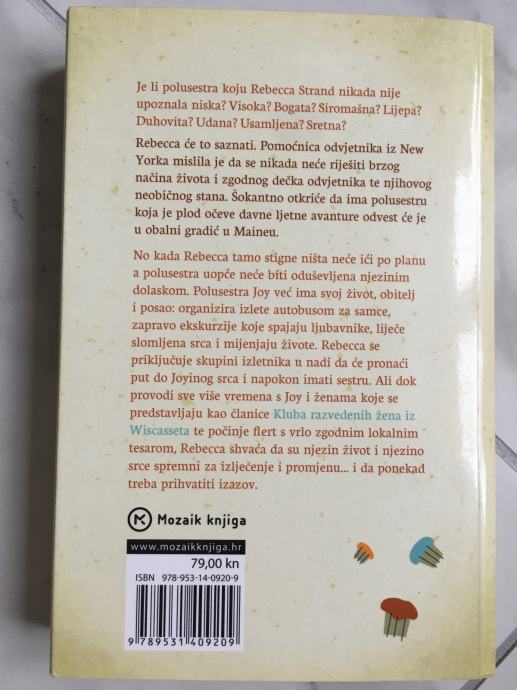 Je li polusestra koju Rebecca Strand nikada nije
upoznala niska? Visoka? Bogata? Siromašna? Lijepa?
Duhovita? Udana? Usamljena? Sretna?
Rebecca će to saznati. Pomoćnica odvjetnika iz New
Yorka mislila je da se nikada neće riješiti brzog
načina života i zgodnog dečka odvjetnika te njihovog
neobičnog stana. Šokantno otkriće da ima polusestru
koja je plod očeve davne ljetne avanture odvest će je
u obalni gradić u Maineu.
No kada Rebecca tamo stigne ništa neće ići po planu
a polusestra uopće neće biti oduševljena njezinim
dolaskom. Polusestra Joy već ima svoj život, obitelj
i posao: organizira izlete autobusom za samce,
zapravo ekskurzije koje spajaju ljubavnike, liječe
slomljena srca i mijenjaju živote. Rebecca se
priključuje skupini izletnika u nadi da će pronaći
put do Joyinog srca i napokon imati sestru. Ali dok
provodi sve više vremena s Joy i ženama koje se
predstavljaju kao članice Kluba razvedenih žena iz
Wiscasseta te počinje flert s vrlo zgodnim lokalnim
tesarom, Rebecca shvaća da su njezin život i njezino
srce spremni za izlječenje i promjenu... i da ponekad
treba prihvatiti izazov.
Mozaik knjiga
www.mozaikknjiga.hr
79,00 kn
ISBN 978-953-14-0920-9
9 789531 409209